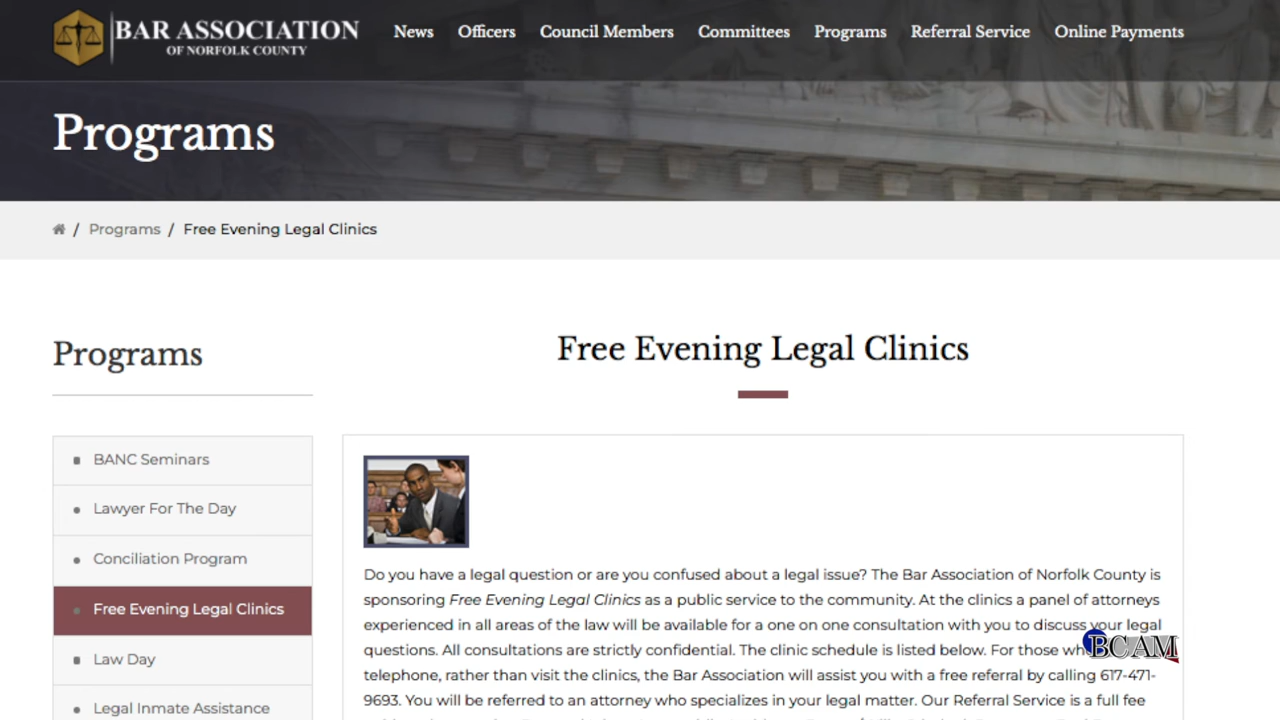 BAR ASSOCIATION
OF NORFOLK COUNTY
News Officers Council Members Committees Programs Referral Service Online Payments
Programs
/ Programs / Free Evening Legal Clinics
Programs
BANC Seminars
Lawyer For The Day
Conciliation Program
Free Evening Legal Clinics
Law Day
Legal Inmate Assistance
Free Evening Legal Clinics
Do you have a legal question or are you confused about a legal issue? The Bar Association of Norfolk County is
sponsoring Free Evening Legal Clinics as a public service to the community. At the clinics a panel of attorneys
experienced in all areas of the law will be available for a one on one consultation with you to discuss your legal
questions. All consultations are strictly confidential. The clinic schedule is listed below. For those
telephone, rather than visit the clinics, the Bar Association will assist you with a free referral by calling 617-471-
9693. You will be referred to an attorney who specializes in your legal matter. Our Referral Service is a full fee
BCAM